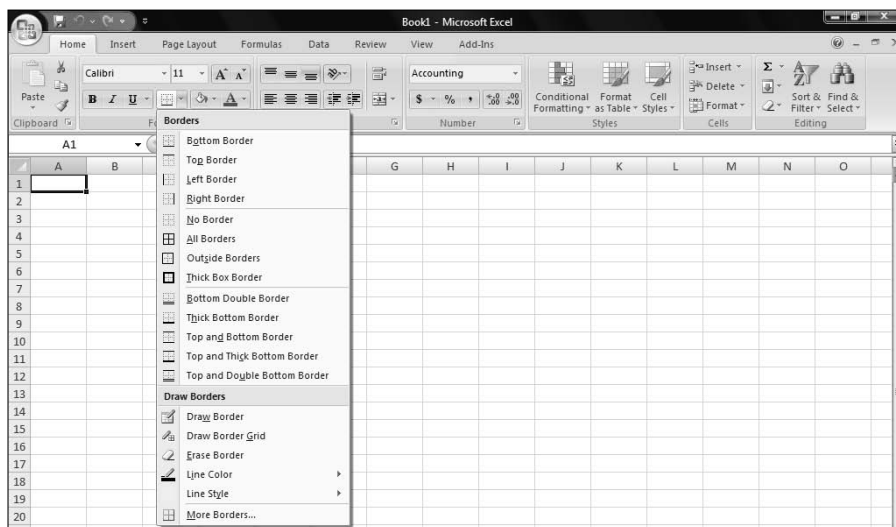 Book1 - Microsoft Excel
Home Insert Page Layout Formulas Data Review View Add-Ins
Calibri 11 Accounting Insert Σ
Paste B I U A $ % , Conditional Formatting as Table Format Cell Styles Delete Format Sort & Filter Find & Select
Clipboard Number Styles Cells Editing
A1
A B G H I J K L M N O
Borders
Bottom Border
Top Border
Left Border
Right Border
No Border
All Borders
Outside Borders
Thick Box Border
Bottom Double Border
Thick Bottom Border
Top and Bottom Border
Top and Thick Bottom Border
Top and Double Bottom Border
Draw Borders
Draw Border
Draw Border Grid
Erase Border
Line Color
Line Style
More Borders...
1
2
3
4
5
6
7
8
9
10
11
12
13
14
15
16
17
18
19
20